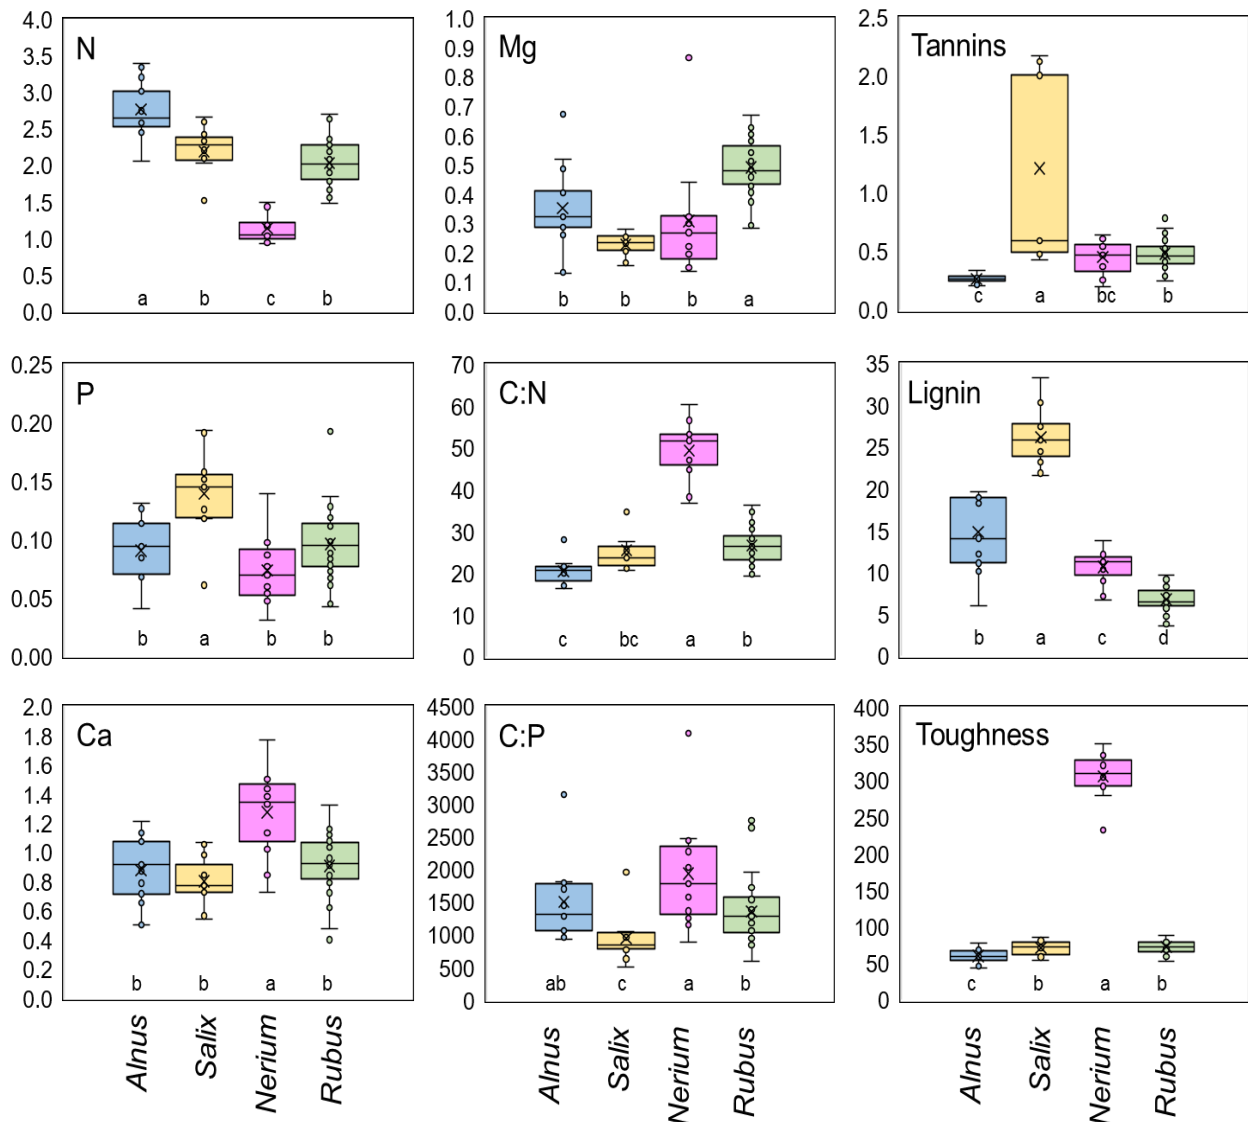 N
4.0
3.5
3.0
2.5
2.0
1.5
1.0
0.5
0.0
a b c b
Mg
1.0
0.9
0.8
0.7
0.6
0.5
0.4
0.3
0.2
0.1
0.0
b b b a
Tannins
2.5
2.0
1.5
1.0
0.5
0.0
c a bc b
P
0.25
0.20
0.15
0.10
0.05
0.00
b a b b
C:N
70
60
50
40
30
20
10
0
c bc a b
Lignin
35
30
25
20
15
10
5
0
b a c d
Ca
2.0
1.8
1.6
1.4
1.2
1.0
0.8
0.6
0.4
0.2
0.0
b b a b
Alnus
Salix
Nerium
Rubus
C:P
4500
4000
3500
3000
2500
2000
1500
1000
500
0
ab c a b
Alnus
Salix
Nerium
Rubus
Toughness
400
350
300
250
200
150
100
50
0
c b a b
Alnus
Salix
Nerium
Rubus